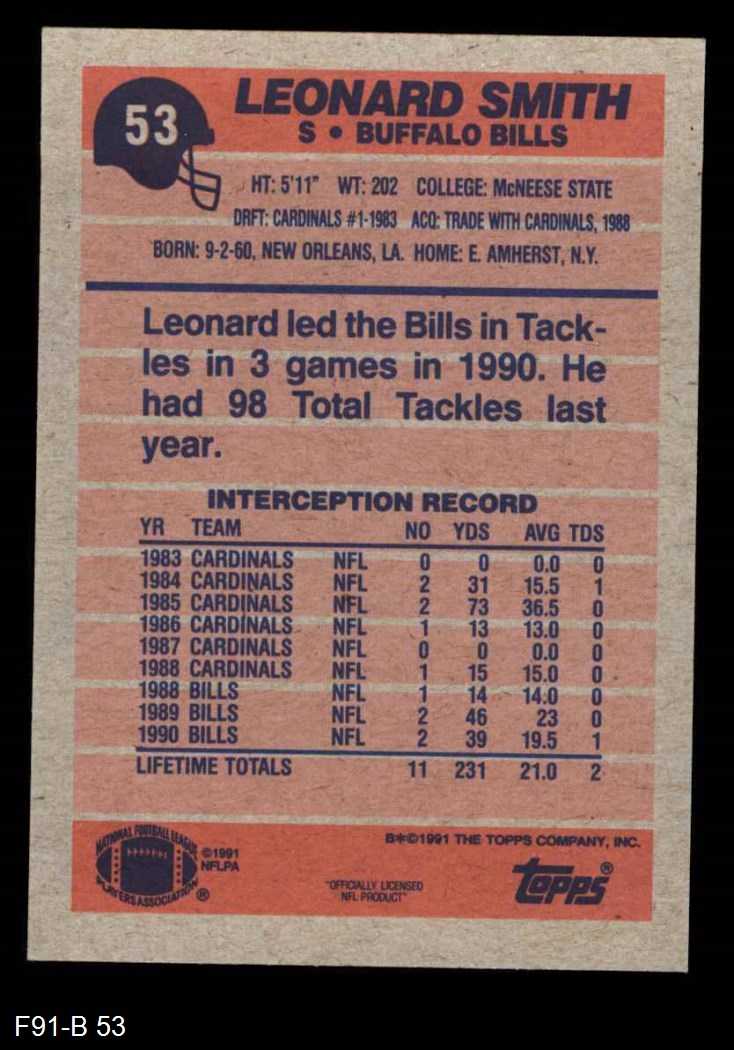 53
LEONARD SMITH
S • BUFFALO BILLS
HT: 5'11" WT: 202 COLLEGE: McNEESE STATE
DRFT: CARDINALS #1-1983 ACQ: TRADE WITH CARDINALS, 1988
BORN: 9-2-60, NEW ORLEANS, LA. HOME: E. AMHERST, N.Y.
Leonard led the Bills in Tack-
les in 3 games in 1990. He
had 98 Total Tackles last
year.
INTERCEPTION RECORD
YR TEAM NO YDS AVG TDS
1983 CARDINALS NFL 0 0 0.0 0
1984 CARDINALS NFL 2 31 15.5 1
1985 CARDINALS NFL 2 73 36.5 0
1986 CARDINALS NFL 1 13 13.0 0
1987 CARDINALS NFL 0 0 0.0 0
1988 CARDINALS NFL 1 15 15.0 0
1988 BILLS NFL 1 14 14.0 0
1989 BILLS NFL 2 46 23 0
1990 BILLS NFL 2 39 19.5 1
LIFETIME TOTALS 11 231 21.0 2
NATIONAL FOOTBALL LEAGUE
PLAYERS ASSOCIATION ®
©1991
NFLPA
B*©1991 THE TOPPS COMPANY, INC.
"OFFICIALLY LICENSED
NFL PRODUCT"
topps®
F91-B 53